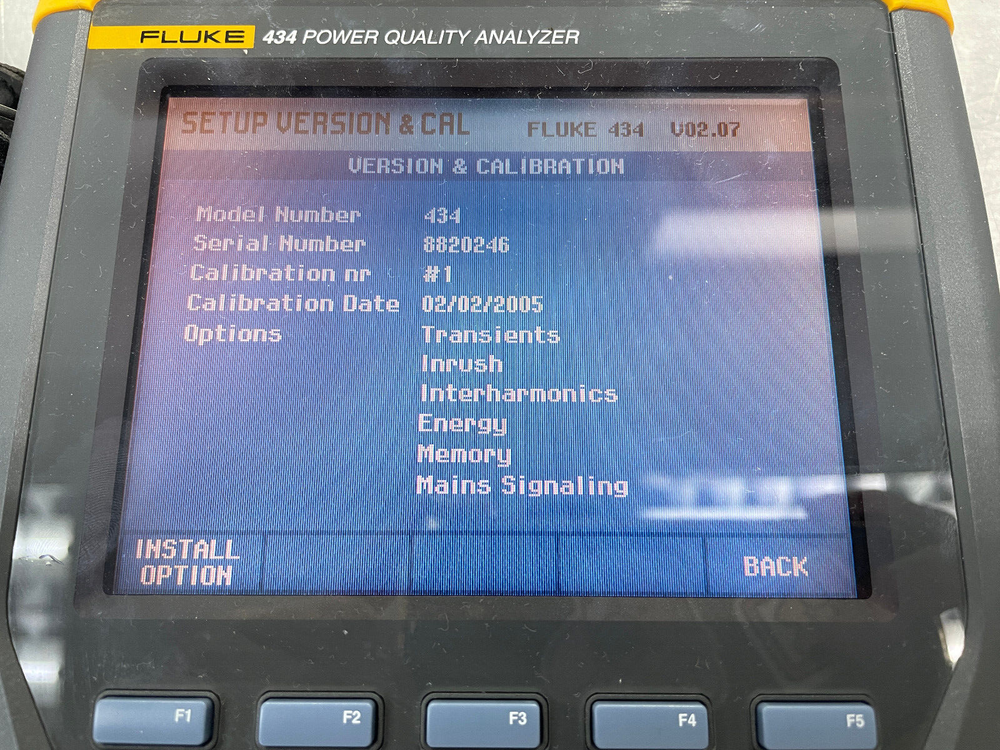 FLUKE 434 POWER QUALITY ANALYZER
SETUP VERSION & CAL FLUKE 434 V02.07
VERSION & CALIBRATION
Model Number 434
Serial Number 8820246
Calibration nr #1
Calibration Date 02/02/2005
Options Transients
Inrush
Interharmonics
Energy
Memory
Mains Signaling
INSTALL
OPTION
BACK
F1 F2 F3 F4 F5